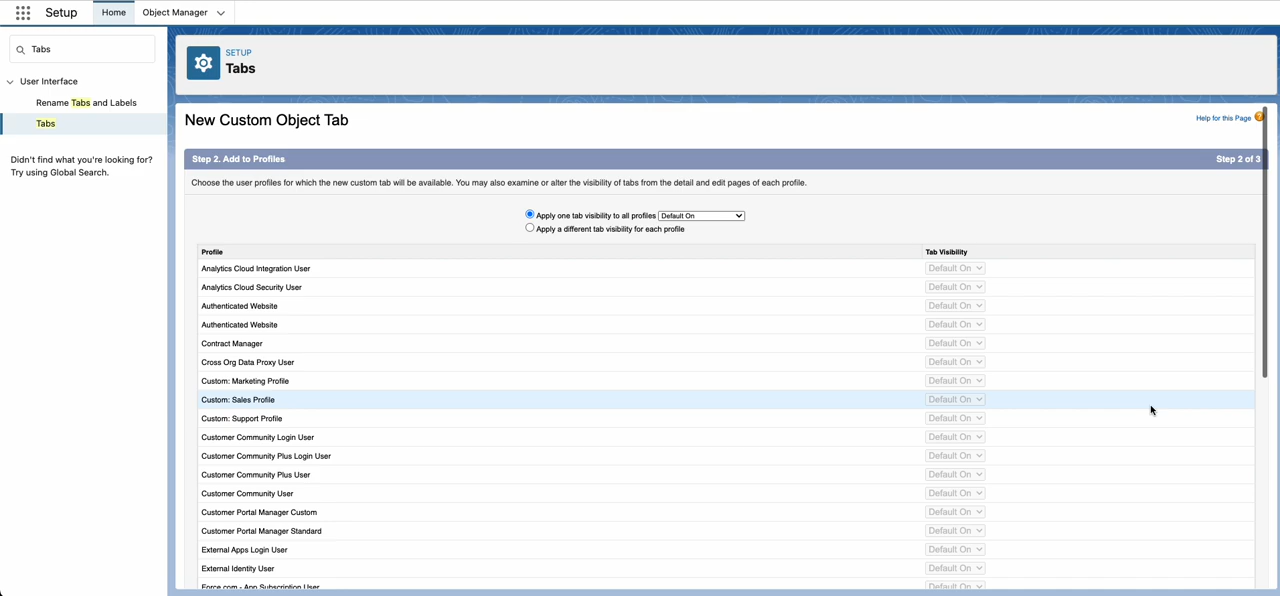 Setup Home Object Manager
Tabs
User Interface
Rename Tabs and Labels
Tabs
Didn't find what you're looking for?
Try using Global Search.
SETUP
Tabs
New Custom Object Tab
Help for this Page ?
Step 2. Add to Profiles Step 2 of 3
Choose the user profiles for which the new custom tab will be available. You may also examine or alter the visibility of tabs from the detail and edit pages of each profile.
Apply one tab visibility to all profiles Default On
Apply a different tab visibility for each profile
Profile Tab Visibility
Analytics Cloud Integration User Default On
Analytics Cloud Security User Default On
Authenticated Website Default On
Authenticated Website Default On
Contract Manager Default On
Cross Org Data Proxy User Default On
Custom: Marketing Profile Default On
Custom: Sales Profile Default On
Custom: Support Profile Default On
Customer Community Login User Default On
Customer Community Plus Login User Default On
Customer Community Plus User Default On
Customer Community User Default On
Customer Portal Manager Custom Default On
Customer Portal Manager Standard Default On
External Apps Login User Default On
External Identity User Default On
Force.com - App Subscription User Default On